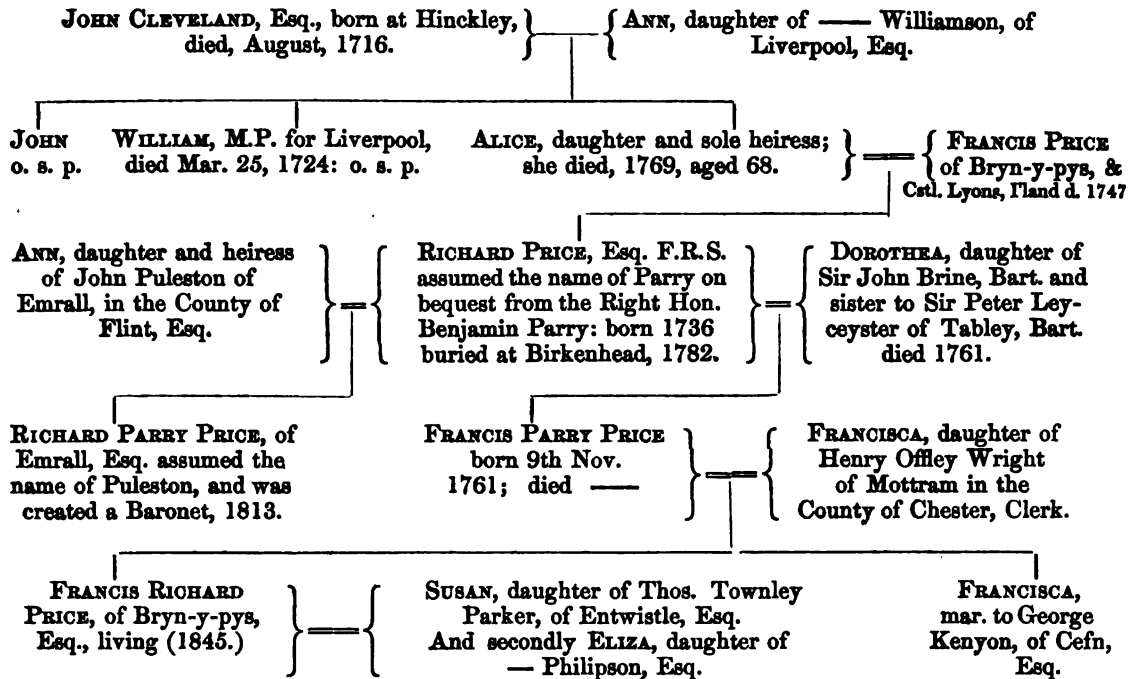 JOHN CLEVELAND, Esq., born at Hinckley,
died, August, 1716.
ANN, daughter of —— Williamson, of
Liverpool, Esq.
JOHN
o. s. p.
WILLIAM, M.P. for Liverpool,
died Mar. 25, 1724: o. s. p.
ALICE, daughter and sole heiress;
she died, 1769, aged 68.
FRANCIS PRICE
of Bryn-y-pys, &
Cstl. Lyons, I'land d. 1747
ANN, daughter and heiress
of John Puleston of
Emrall, in the County of
Flint, Esq.
RICHARD PRICE, Esq. F.R.S.
assumed the name of Parry on
bequest from the Right Hon.
Benjamin Parry: born 1736
buried at Birkenhead, 1782.
DOROTHEA, daughter of
Sir John Brine, Bart. and
sister to Sir Peter Ley-
ceyster of Tabley, Bart.
died 1761.
RICHARD PARRY PRICE, of
Emrall, Esq. assumed the
name of Puleston, and was
created a Baronet, 1813.
FRANCIS PARRY PRICE
born 9th Nov.
1761; died ——
FRANCISCA, daughter of
Henry Offley Wright
of Mottram in the
County of Chester, Clerk.
FRANCIS RICHARD
PRICE, of Bryn-y-pys,
Esq., living (1845.)
SUSAN, daughter of Thos. Townley
Parker, of Entwistle, Esq.
And secondly ELIZA, daughter of
— Philipson, Esq.
FRANCISCA,
mar. to George
Kenyon, of Cefn,
Esq.